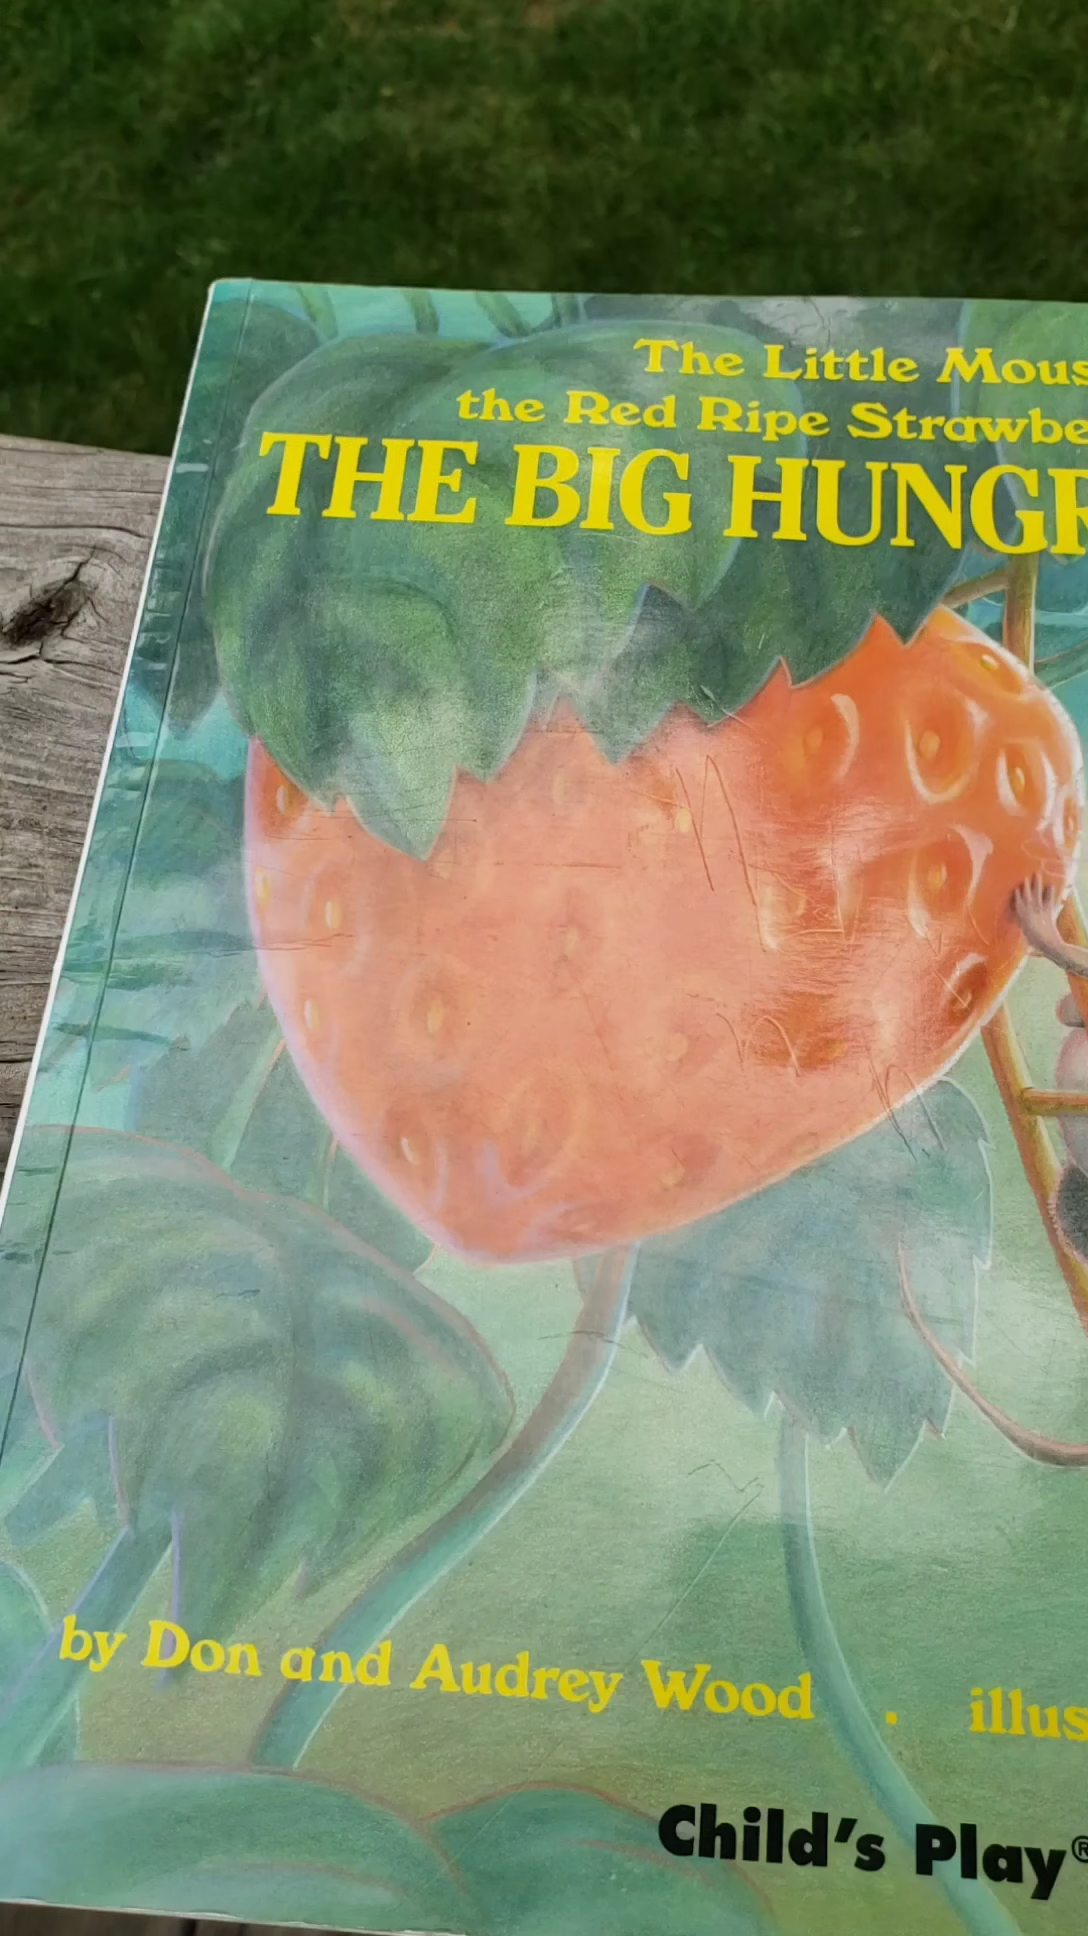 The Little Mous
the Red Ripe Strawbe
THE BIG HUNGR
by Don and Audrey Wood . illus
Child's Play®